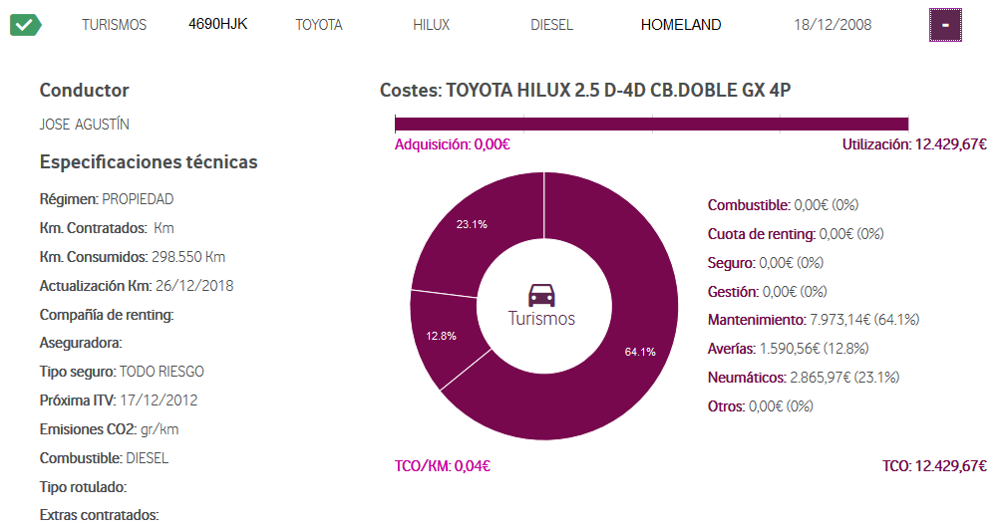 TURISMOS 4690HJK TOYOTA HILUX DIESEL HOMELAND 18/12/2008 -
Conductor
JOSE AGUSTÍN
Especificaciones técnicas
Régimen: PROPIEDAD
Km. Contratados: Km
Km. Consumidos: 298.550 Km
Actualización Km: 26/12/2018
Compañía de renting:
Aseguradora:
Tipo seguro: TODO RIESGO
Próxima ITV: 17/12/2012
Emisiones CO2: gr/km
Combustible: DIESEL
Tipo rotulado:
Extras contratados:
Costes: TOYOTA HILUX 2.5 D-4D CB.DOBLE GX 4P
Adquisición: 0,00€ Utilización: 12.429,67€
23.1%
12.8%
64.1%
Turismos
Combustible: 0,00€ (0%)
Cuota de renting: 0,00€ (0%)
Seguro: 0,00€ (0%)
Gestión: 0,00€ (0%)
Mantenimiento: 7.973,14€ (64.1%)
Averías: 1.590,56€ (12.8%)
Neumáticos: 2.865,97€ (23.1%)
Otros: 0,00€ (0%)
TCO/KM: 0,04€ TCO: 12.429,67€